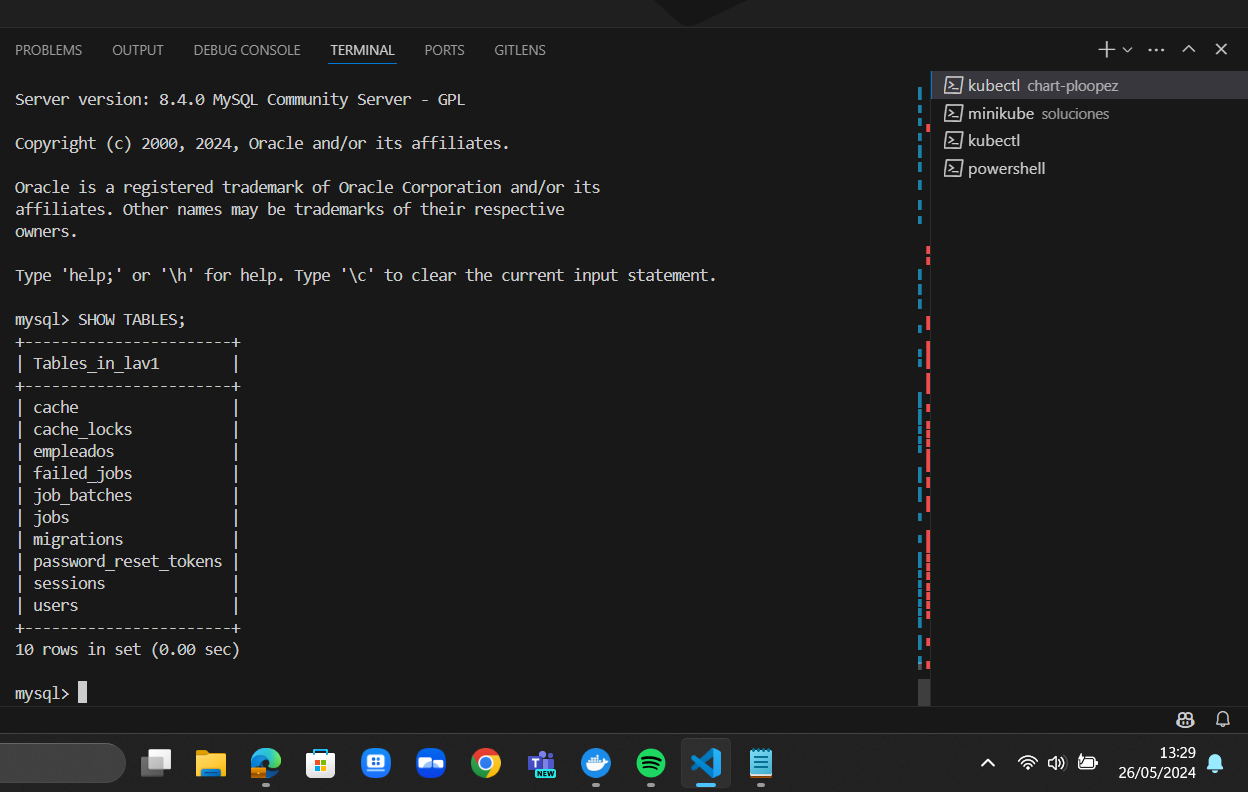 PROBLEMS OUTPUT DEBUG CONSOLE TERMINAL PORTS GITLENS
Server version: 8.4.0 MySQL Community Server - GPL
Copyright (c) 2000, 2024, Oracle and/or its affiliates.
Oracle is a registered trademark of Oracle Corporation and/or its
affiliates. Other names may be trademarks of their respective
owners.
Type 'help;' or '\h' for help. Type '\c' to clear the current input statement.
mysql> SHOW TABLES;
+-----------------------+
| Tables_in_lav1        |
+-----------------------+
| cache                 |
| cache_locks           |
| empleados             |
| failed_jobs           |
| job_batches           |
| jobs                  |
| migrations            |
| password_reset_tokens |
| sessions              |
| users                 |
+-----------------------+
10 rows in set (0.00 sec)
mysql>
kubectl chart-ploopez
minikube soluciones
kubectl
powershell
T
NEW
13:29
26/05/2024